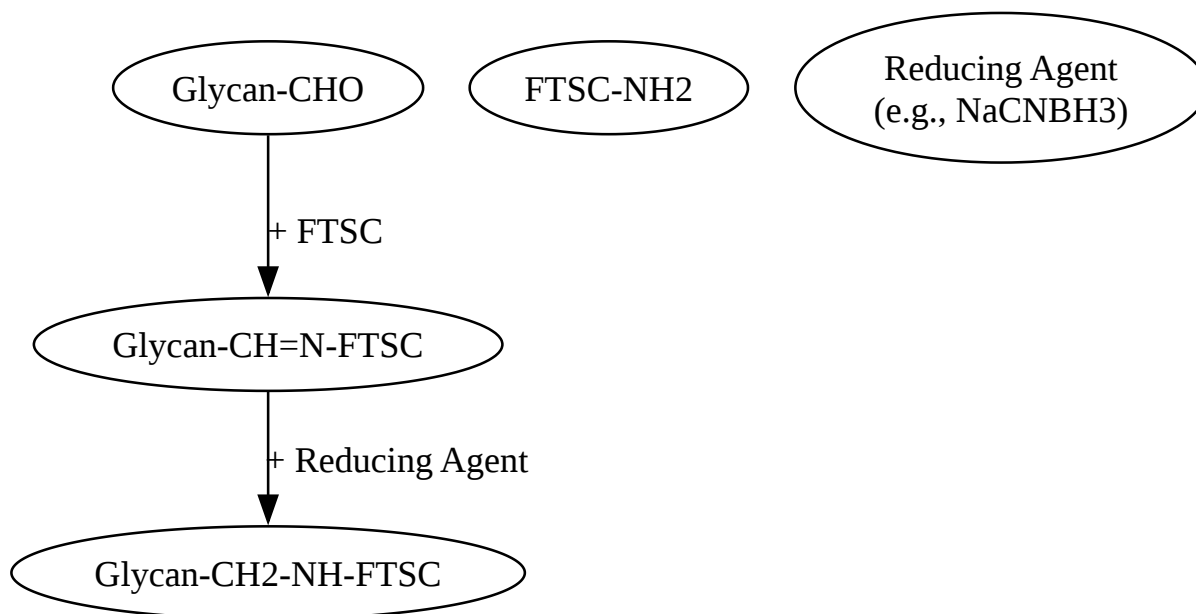 Glycan-CHO
FTSC-NH2
Reducing Agent
(e.g., NaCNBH3)
+ FTSC
Glycan-CH=N-FTSC
+ Reducing Agent
Glycan-CH2-NH-FTSC